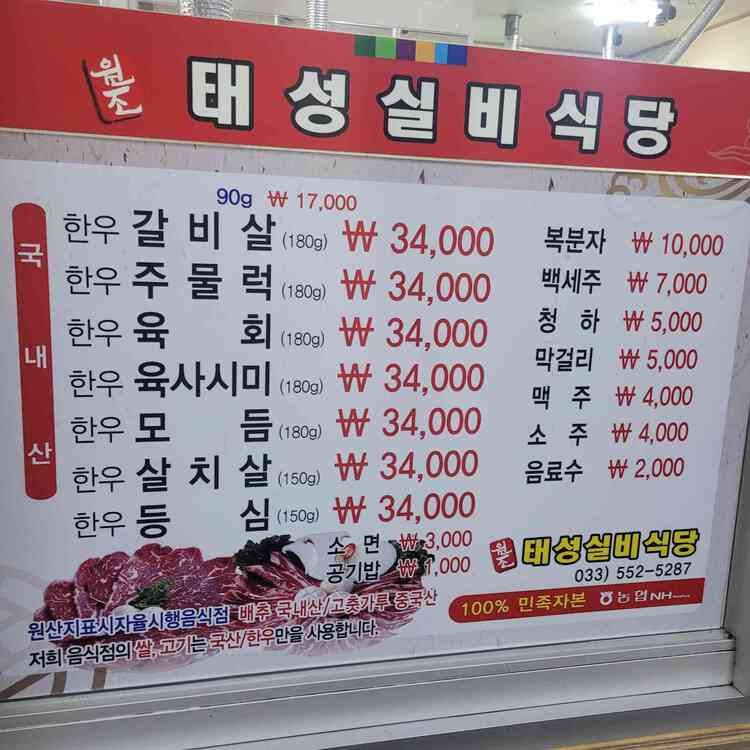 원조 태성실비식당
국내산
90g ₩ 17,000
한우 갈비살 (180g) ₩ 34,000
한우 주물럭 (180g) ₩ 34,000
한우 육회 (180g) ₩ 34,000
한우 육사시미 (180g) ₩ 34,000
한우 모듬 (180g) ₩ 34,000
한우 살치살 (150g) ₩ 34,000
한우 등심 (150g) ₩ 34,000
소면 ₩ 3,000
공기밥 ₩ 1,000
복분자 ₩ 10,000
백세주 ₩ 7,000
청하 ₩ 5,000
막걸리 ₩ 5,000
맥주 ₩ 4,000
소주 ₩ 4,000
음료수 ₩ 2,000
원조 태성실비식당
033) 552-5287
100% 민족자본 농협 NH
원산지표시자율시행음식점 배추 국내산/고춧가루 중국산
저희 음식점의 쌀, 고기는 국산/한우만을 사용합니다.